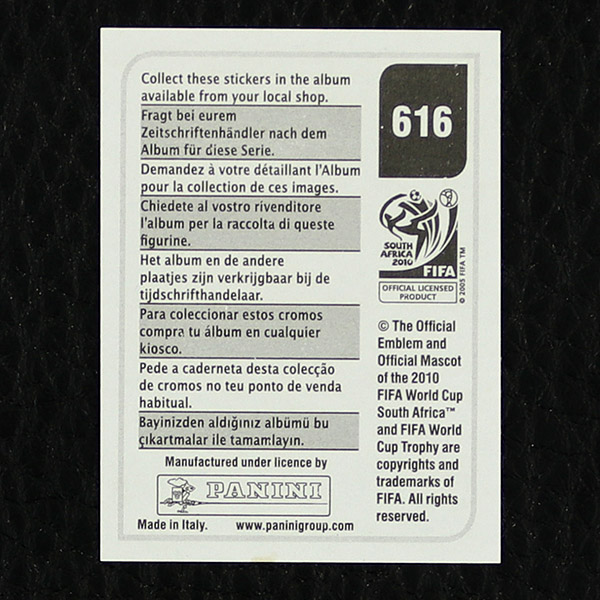 Collect these stickers in the album
available from your local shop.
Fragt bei eurem
Zeitschriftenhändler nach dem
Album für diese Serie.
Demandez à votre détaillant l'Album
pour la collection de ces images.
Chiedete al vostro rivenditore
l'album per la raccolta di queste
figurine.
Het album en de andere
plaatjes zijn verkrijgbaar bij de
tijdschrifthandelaar.
Para coleccionar estos cromos
compra tu álbum en cualquier
kiosco.
Pede a caderneta desta colecção
de cromos no teu ponto de venda
habitual.
Bayinizden aldığınız albümü bu
çıkartmalar ile tamamlayın.
Manufactured under licence by
PANINI
Made in Italy. www.paninigroup.com
616
SOUTH
AFRICA
2010
FIFA
OFFICIAL LICENSED
PRODUCT
© 2005 FIFA TM
© The Official
Emblem and
Official Mascot
of the 2010
FIFA World Cup
South Africa™
and FIFA World
Cup Trophy are
copyrights and
trademarks of
FIFA. All rights
reserved.